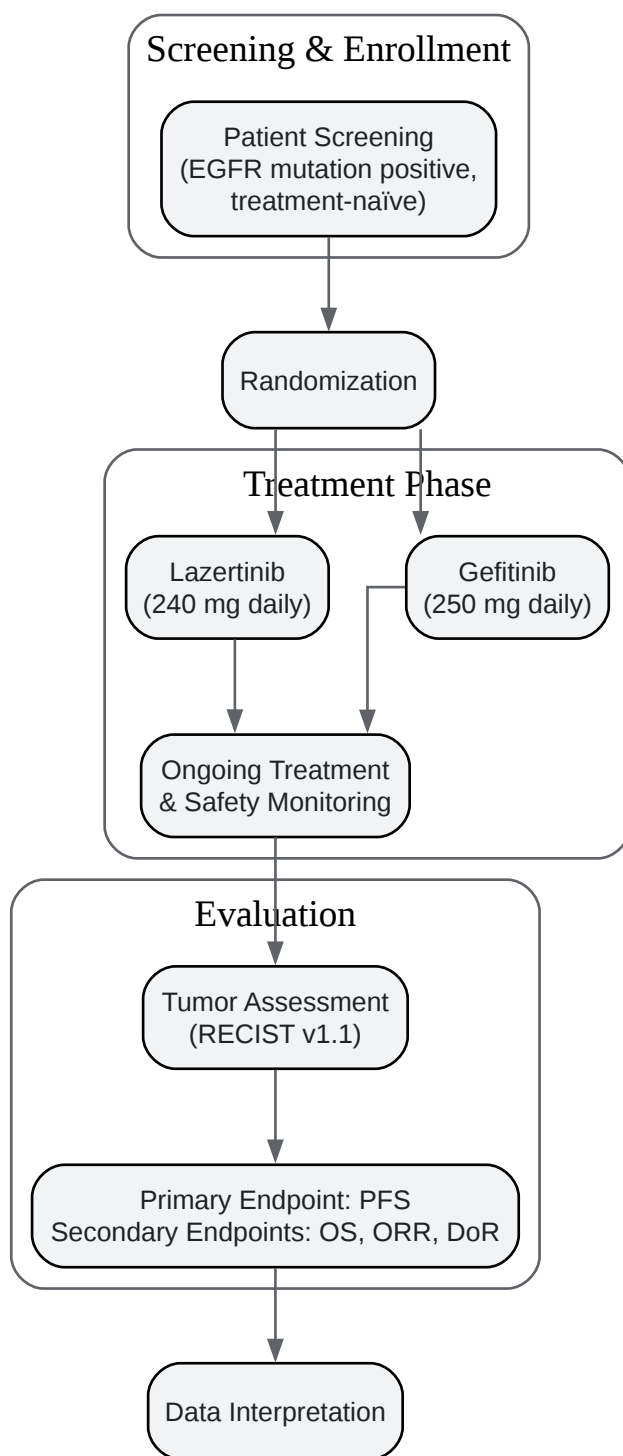 Screening & Enrollment
Patient Screening
(EGFR mutation positive,
treatment-naïve)
Randomization
Treatment Phase
Lazertinib
(240 mg daily)
Gefitinib
(250 mg daily)
Ongoing Treatment
& Safety Monitoring
Evaluation
Tumor Assessment
(RECIST v1.1)
Primary Endpoint: PFS
Secondary Endpoints: OS, ORR, DoR
Data Interpretation